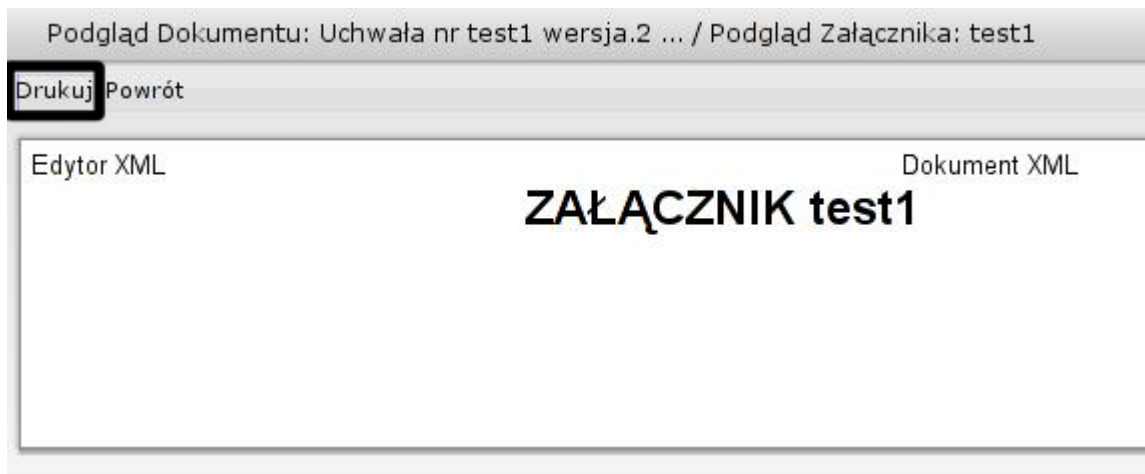 Podgląd Dokumentu: Uchwała nr test1 wersja.2 ... / Podgląd Załącznika: test1
Drukuj Powrót
Edytor XML Dokument XML
ZAŁĄCZNIK test1